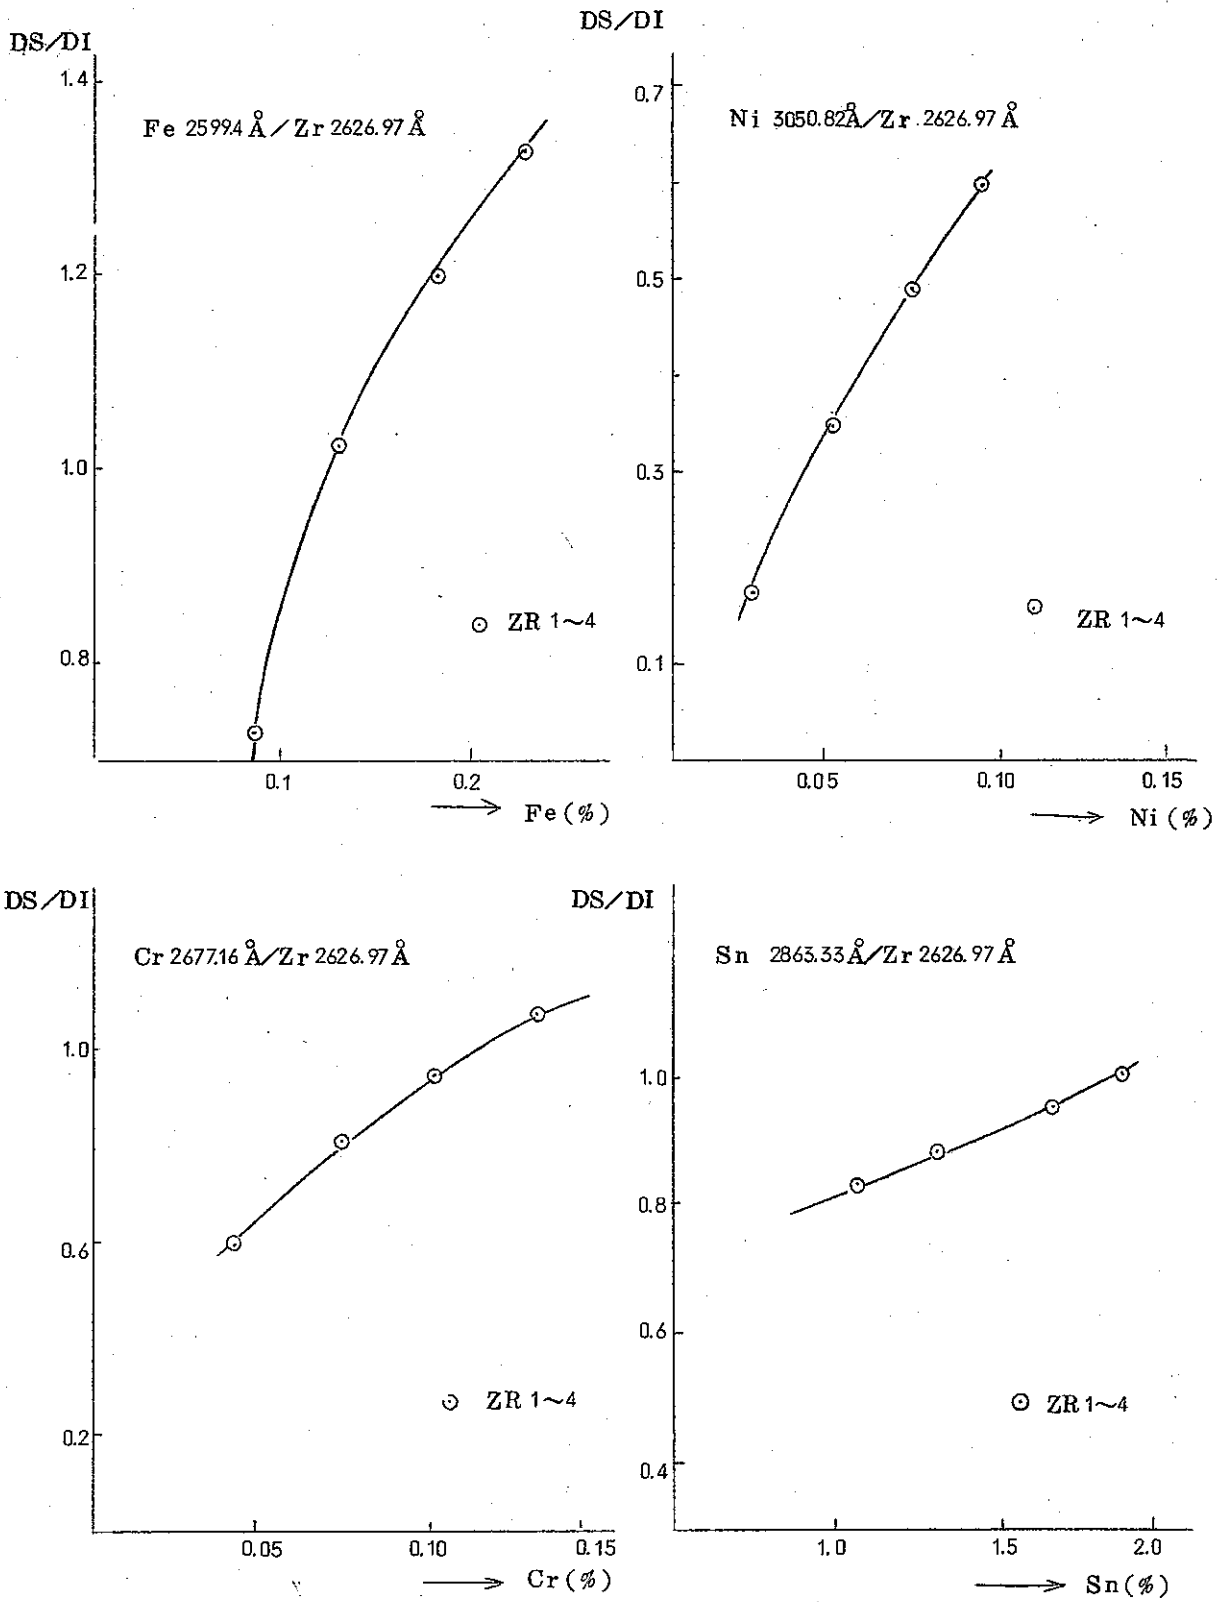 DS/DI
1.4
Fe 2599.4 Å/Zr 2626.97 Å
1.2
1.0
ZR 1~4
0.8
0.1 0.2
Fe(%)
DS/DI
0.7
Ni 3050.82Å/Zr 2626.97 Å
0.5
0.3
ZR 1~4
0.1
0.05 0.10 0.15
Ni(%)
DS/DI
Cr 2677.16 Å/Zr 2626.97 Å
1.0
0.6
ZR 1~4
0.2
0.05 0.10 0.15
Cr(%)
DS/DI
Sn 2863.33 Å/Zr 2626.97 Å
1.0
0.8
0.6
ZR 1~4
0.4
1.0 1.5 2.0
Sn(%)